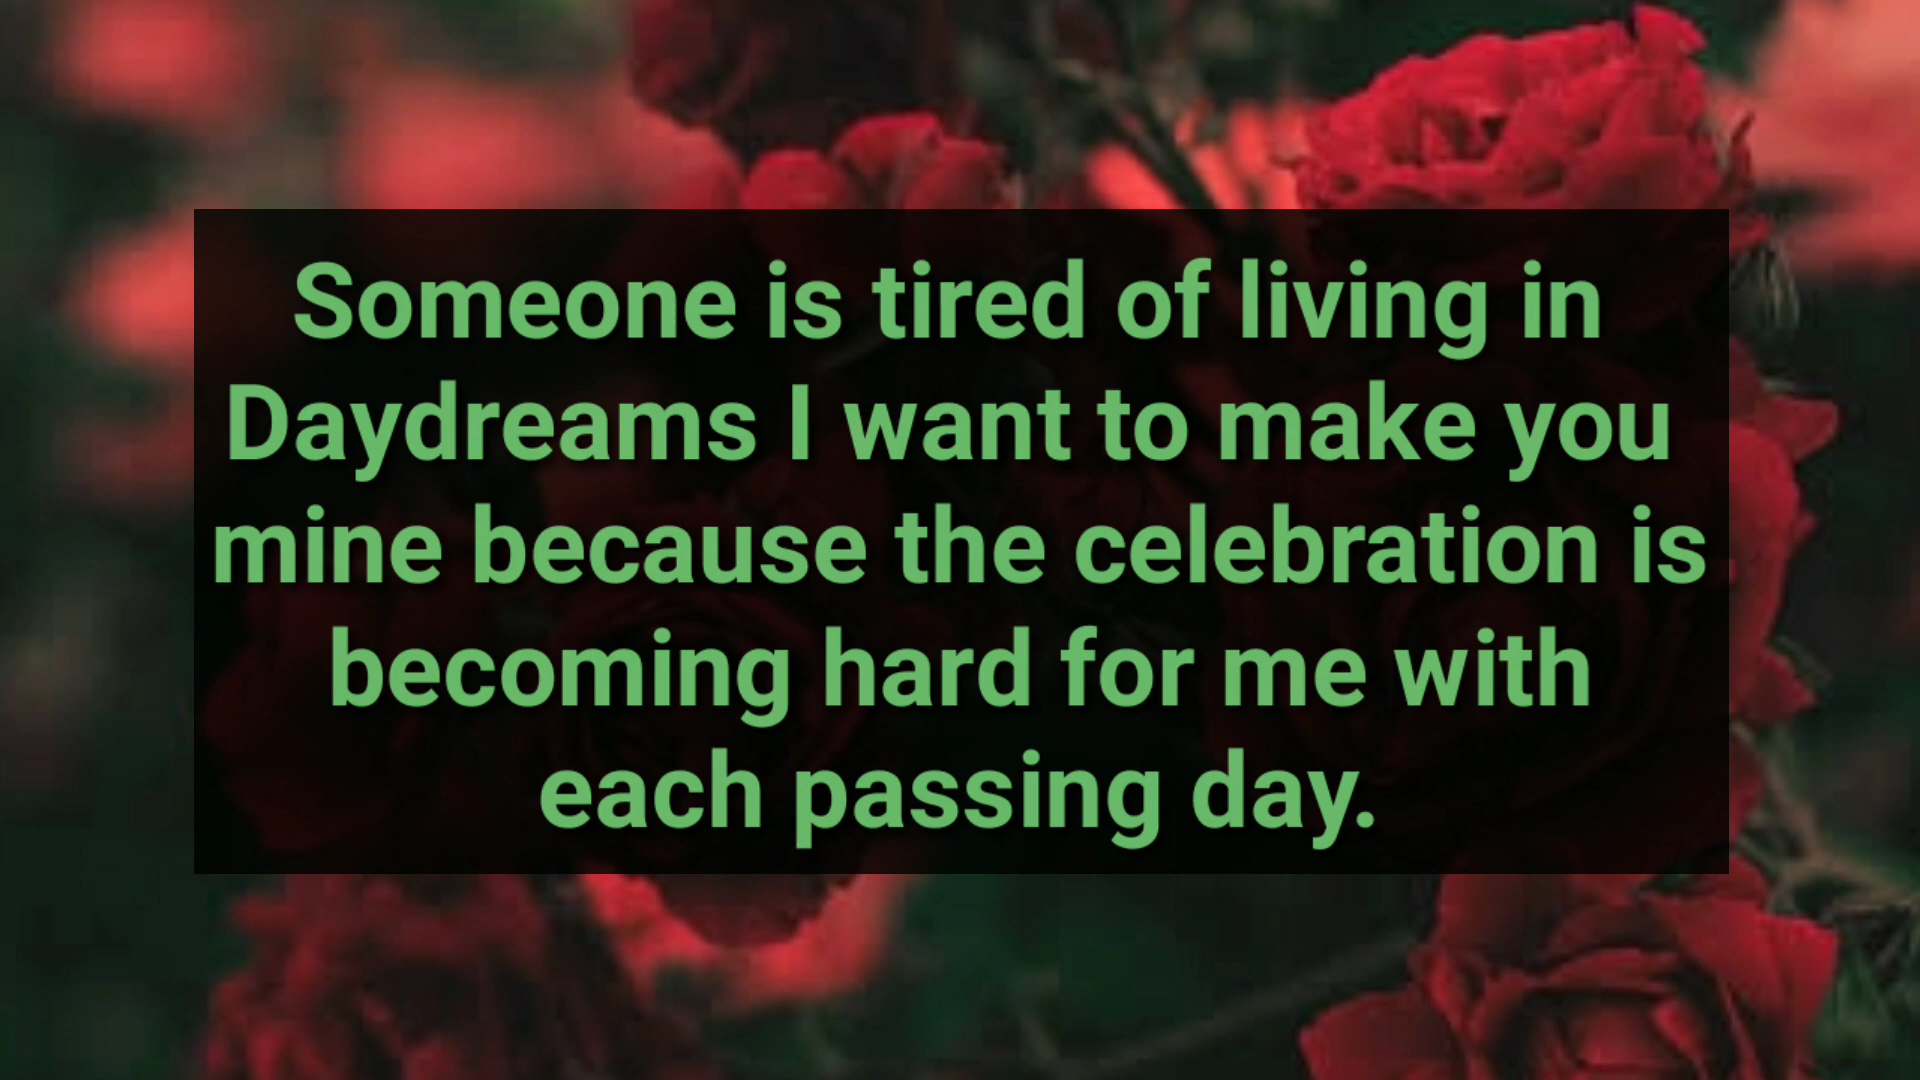 Someone is tired of living in
Daydreams I want to make you
mine because the celebration is
becoming hard for me with
each passing day.